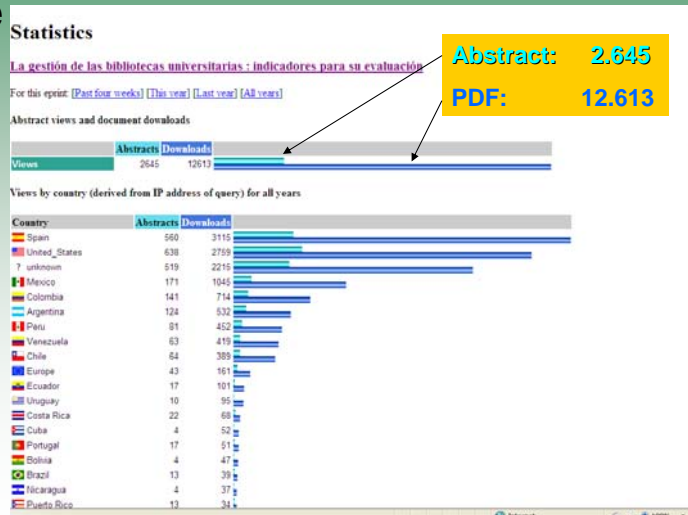 e
Statistics
La gestión de las bibliotecas universitarias : indicadores para su evaluación
Abstract: 2.645
PDF: 12.613
For this eprint: [Past four weeks] [This year] [Last year] [All years]
Abstract views and document downloads
Abstracts Downloads
Views 2645 12613
Views by country (derived from IP address of query) for all years
Country Abstracts Downloads
Spain 560 3115
United_States 638 2759
? unknown 519 2215
Mexico 171 1045
Colombia 141 714
Argentina 124 532
Peru 81 452
Venezuela 63 419
Chile 64 389
Europe 43 161
Ecuador 17 101
Uruguay 10 95
Costa Rica 22 68
Cuba 4 52
Portugal 17 51
Bolivia 4 47
Brazil 13 39
Nicaragua 4 37
Puerto Rico 13 34